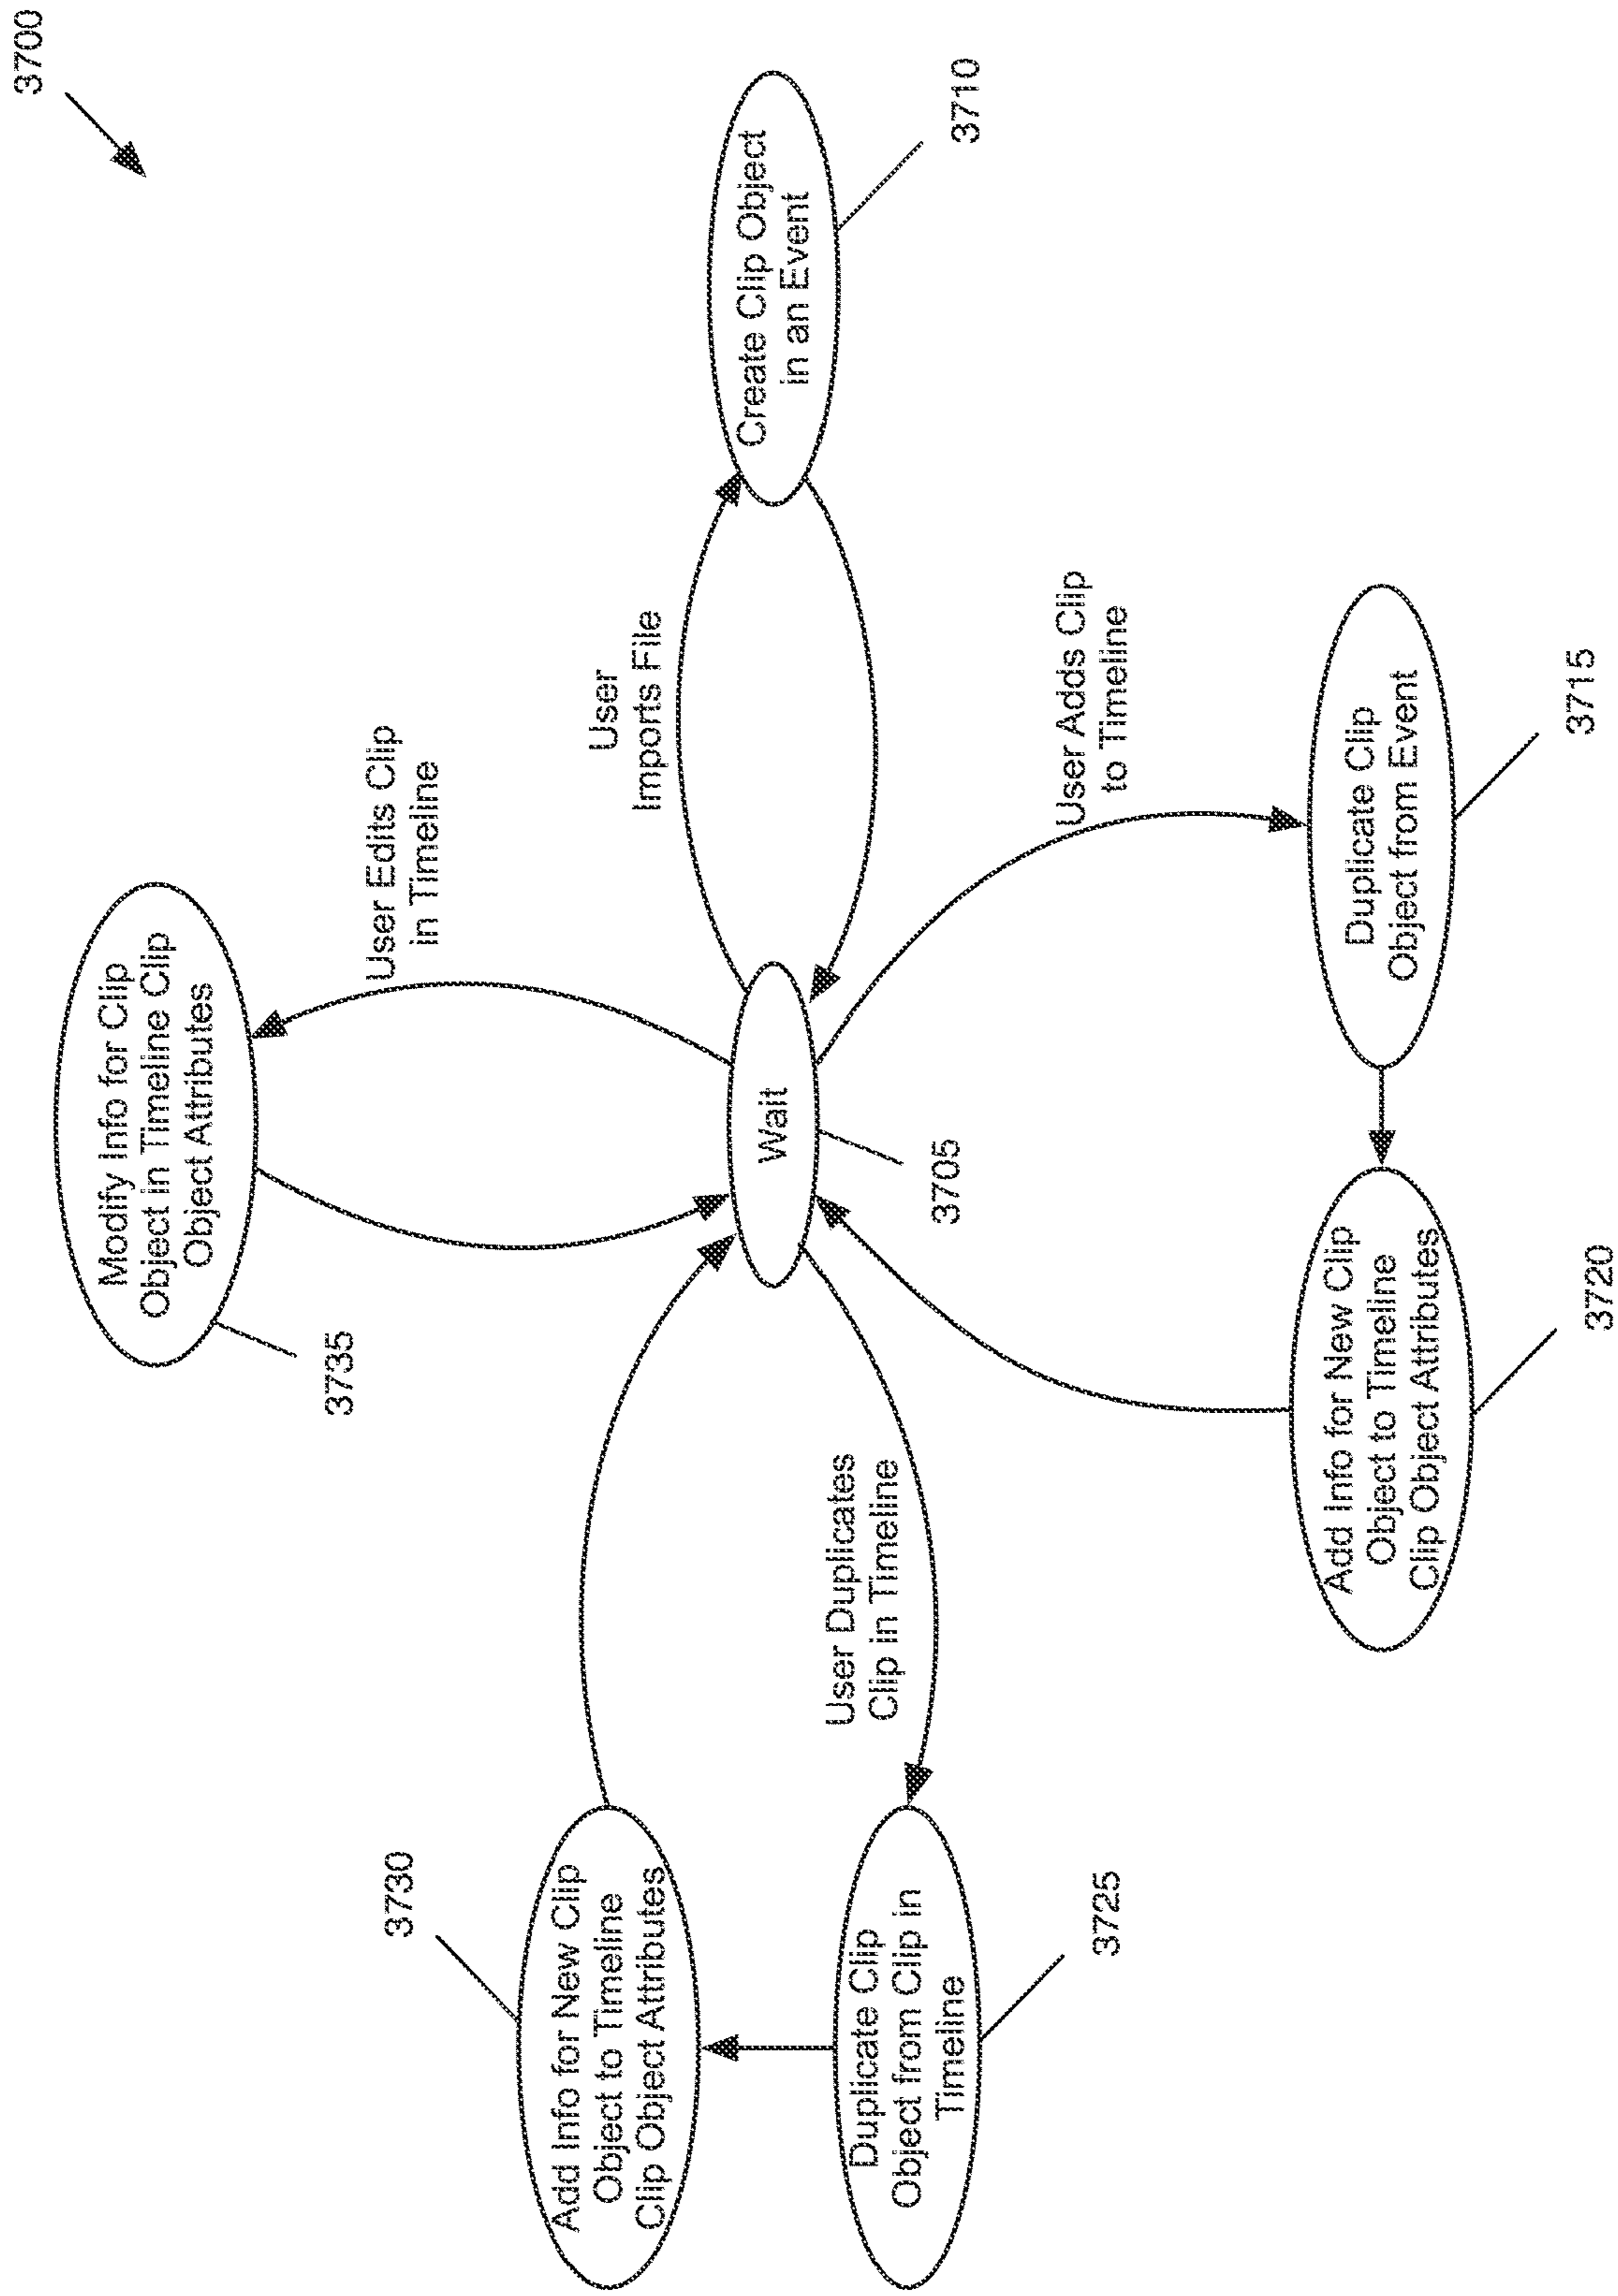 3700
Modify Info for Clip
Object in Timeline Clip
Object Attributes
3735
User Edits Clip
in Timeline
3730
Add Info for New Clip
Object to Timeline
Clip Object Attributes
User
Imports File
Create Clip Object
in an Event
3710
Wait
3705
User Duplicates
Clip in Timeline
Duplicate Clip
Object from Clip in
Timeline
3725
User Adds Clip
to Timeline
Add Info for New Clip
Object to Timeline
Clip Object Attributes
3720
Duplicate Clip
Object from Event
3715